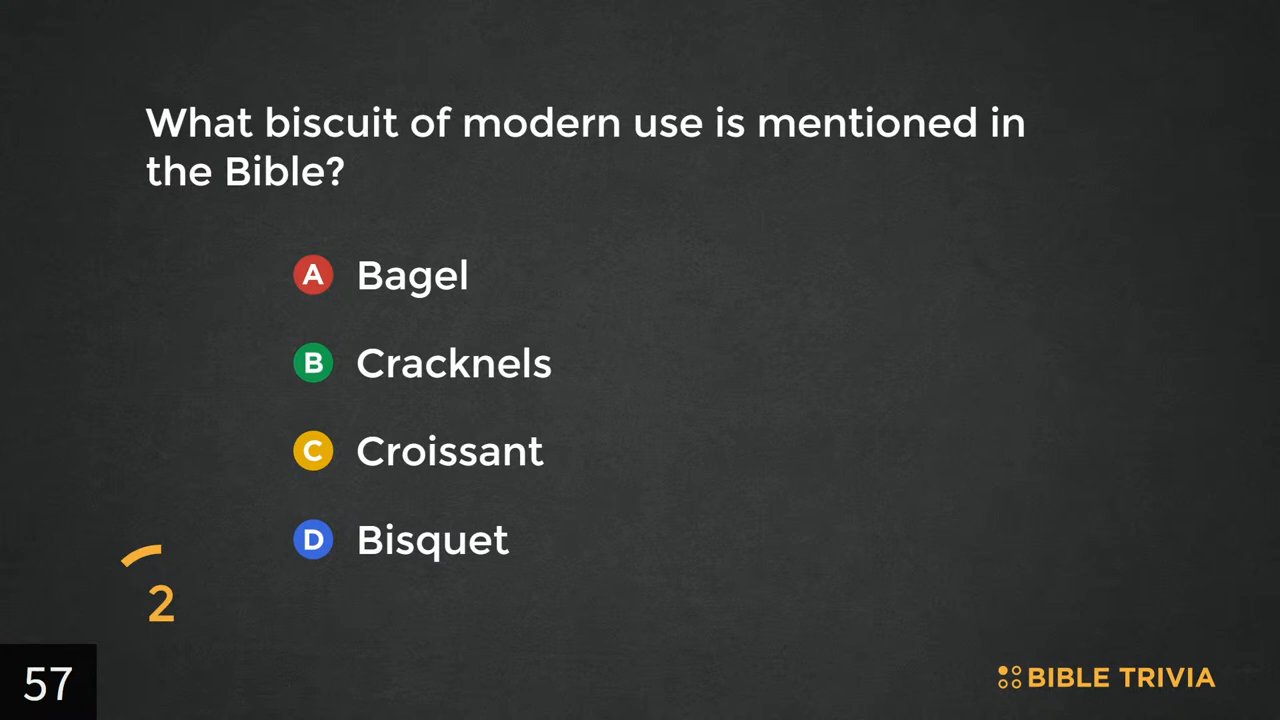 What biscuit of modern use is mentioned in
the Bible?
A Bagel
B Cracknels
C Croissant
D Bisquet
2
57
BIBLE TRIVIA